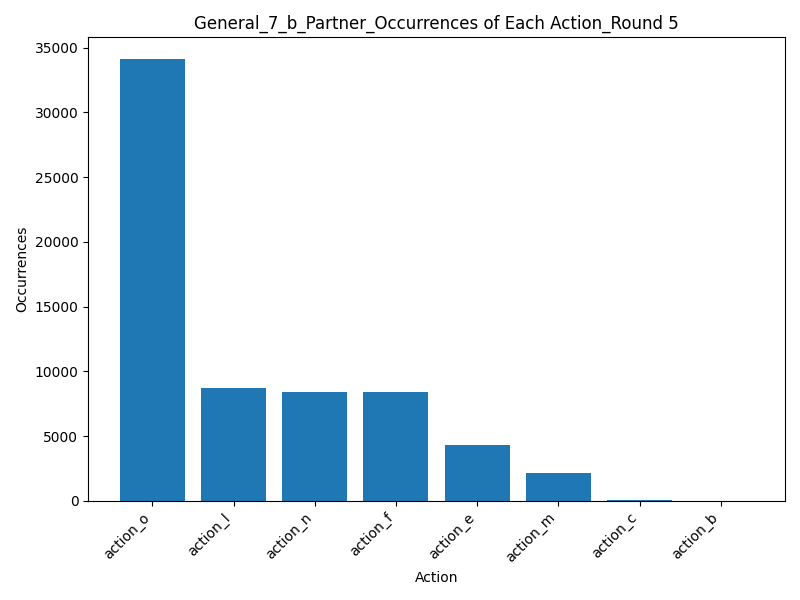 General_7_b_Partner_Occurrences of Each Action_Round 5
35000
30000
25000
20000
15000
10000
5000
0
Occurrences
action_o
action_l
action_n
action_f
action_e
action_m
action_c
action_b
Action